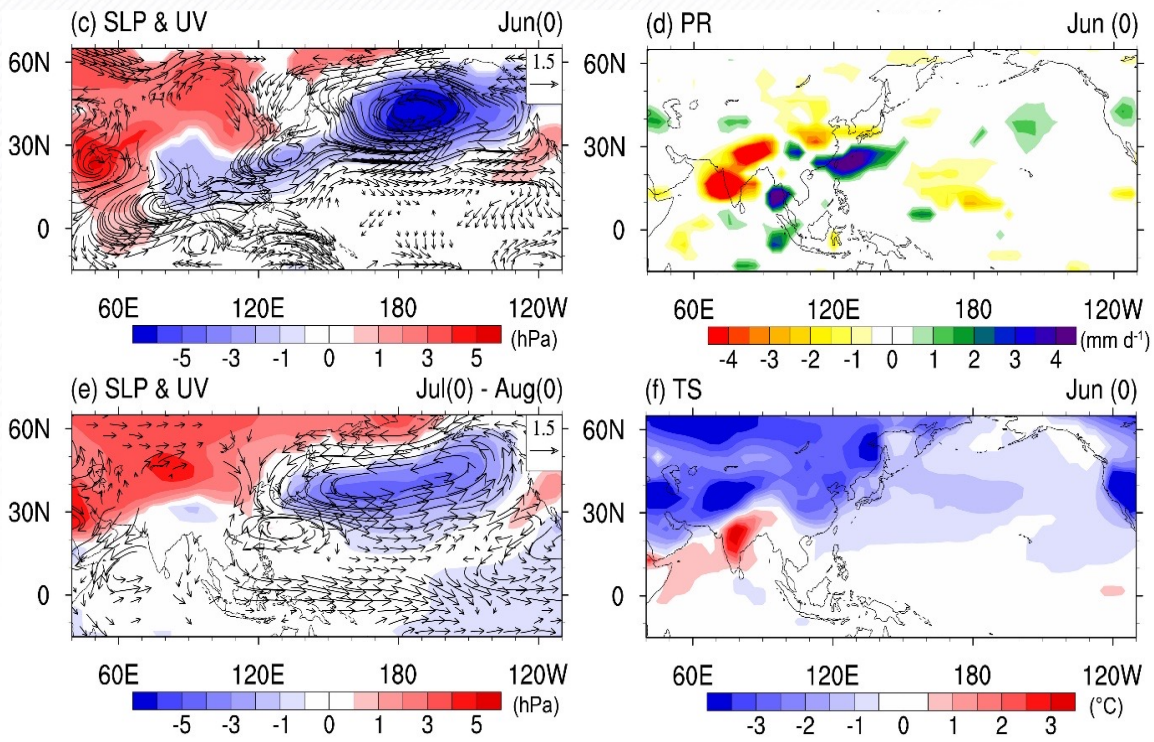 (c) SLP & UV Jun(0)
1.5
60N
30N
0
60E 120E 180 120W
-5 -3 -1 0 1 3 5 (hPa)
(d) PR Jun (0)
60N
30N
0
60E 120E 180 120W
-4 -3 -2 -1 0 1 2 3 4 (mm d⁻¹)
(e) SLP & UV Jul(0) - Aug(0)
1.5
60N
30N
0
60E 120E 180 120W
-5 -3 -1 0 1 3 5 (hPa)
(f) TS Jun (0)
60N
30N
0
60E 120E 180 120W
-3 -2 -1 0 1 2 3 (°C)